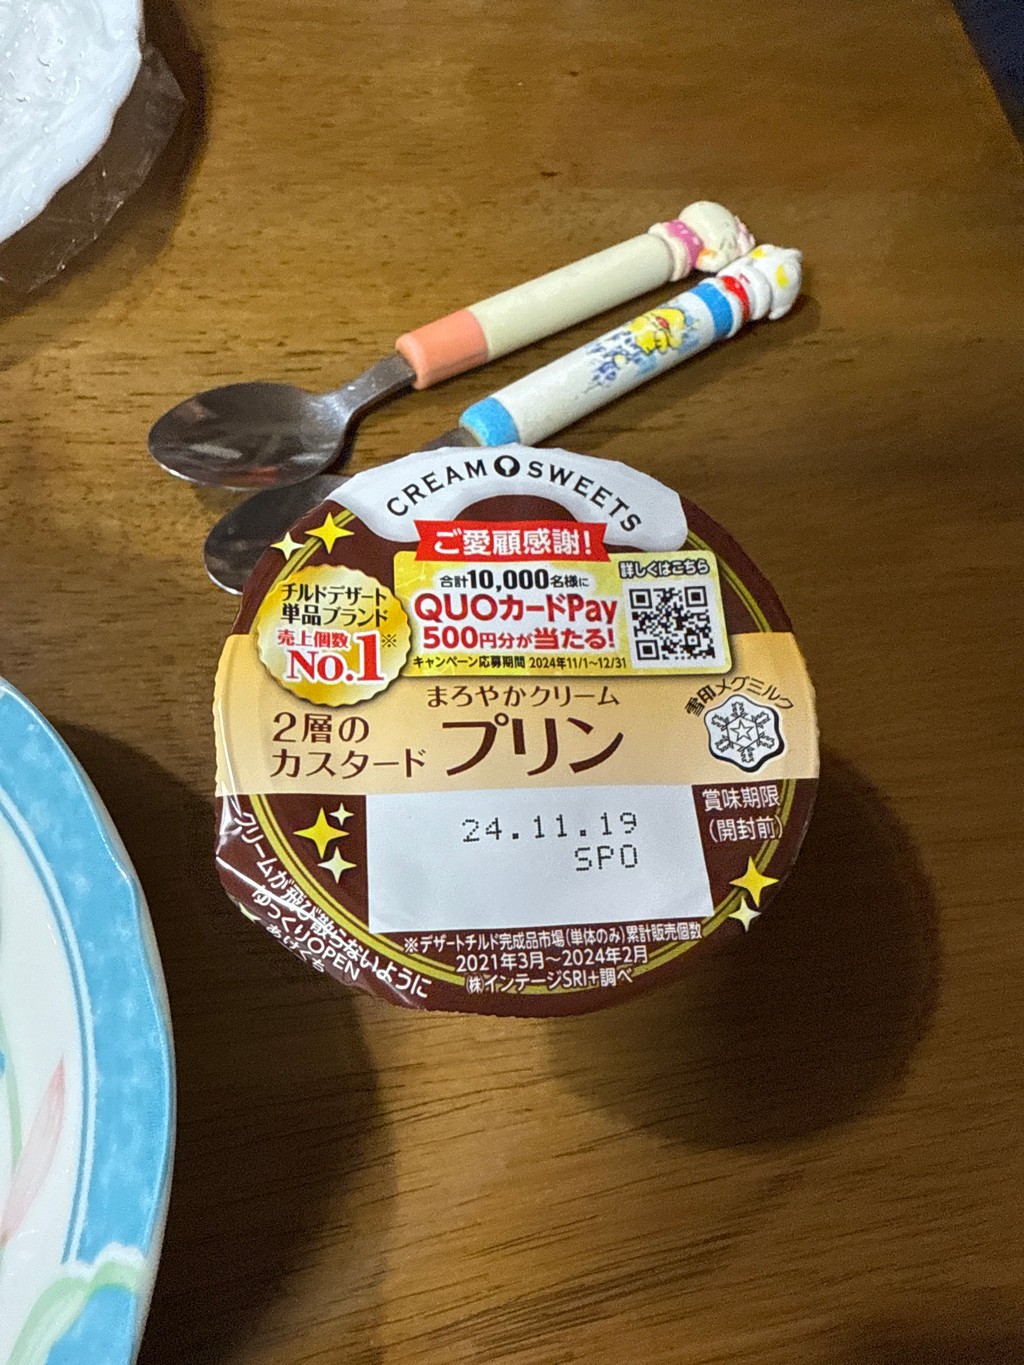 CREAM SWEETS
ご愛顧感謝!
合計10,000名様に
QUOカードPay
500円分が当たる!
キャンペーン応募期間 2024年11/1~12/31
詳しくはこちら
チルドデザート
単品ブランド
売上個数※
No.1
まろやかクリーム
2層の
カスタード
プリン
雪印メグミルク
賞味期限
(開封前)
24.11.19
SPO
※デザートチルド完成品市場(単体のみ)累計販売個数
2021年3月~2024年2月
㈱インテージSRI+調べ
クリームが飛び散らないように
ゆっくりOPEN
あけくち